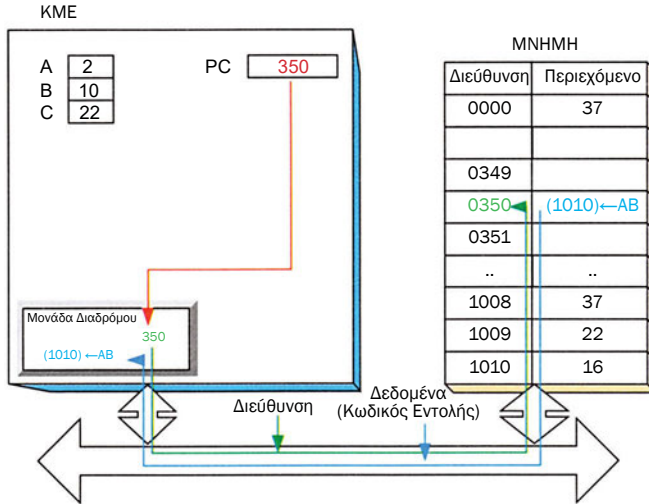 ΚΜΕ
A 2
B 10
C 22
PC 350
Μονάδα Διαδρόμου
350
(1010) ←AB
ΜΝΗΜΗ
Διεύθυνση Περιεχόμενο
0000 37
0349
0350 (1010)←AB
0351
.. ..
1008 37
1009 22
1010 16
Διεύθυνση
Δεδομένα
(Κωδικός Εντολής)